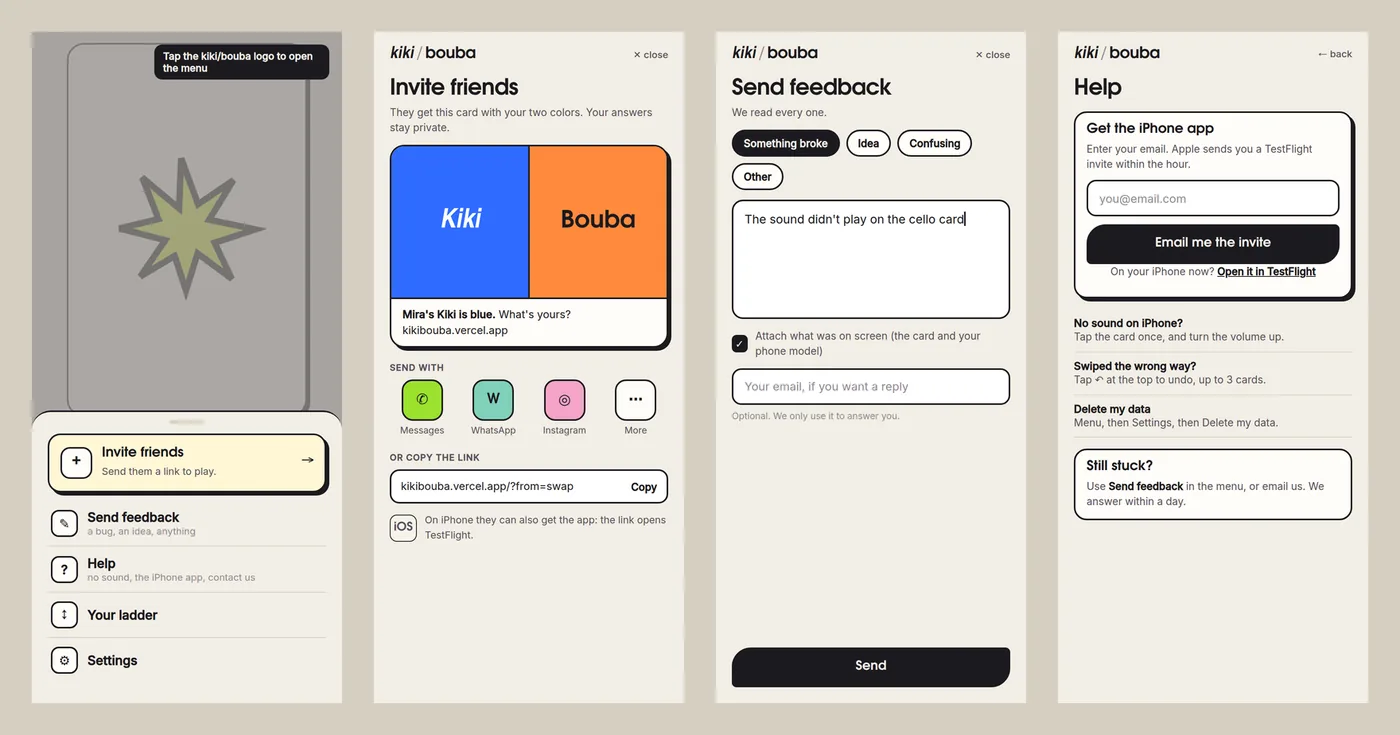 Tap the kiki/bouba logo to open
the menu
+
Invite friends
Send them a link to play.
→
✎
Send feedback
a bug, an idea, anything
?
Help
no sound, the iPhone app, contact us
↕
Your ladder
⚙
Settings
kiki / bouba
× close
Invite friends
They get this card with your two colors. Your answers
stay private.
Kiki
Bouba
Mira's Kiki is blue. What's yours?
kikibouba.vercel.app
SEND WITH
✆ W ◎ ⋯
Messages WhatsApp Instagram More
OR COPY THE LINK
kikibouba.vercel.app/?from=swap Copy
iOS
On iPhone they can also get the app: the link opens
TestFlight.
kiki / bouba
× close
Send feedback
We read every one.
Something broke Idea Confusing
Other
The sound didn't play on the cello card
✓
Attach what was on screen (the card and your
phone model)
Your email, if you want a reply
Optional. We only use it to answer you.
Send
kiki / bouba
← back
Help
Get the iPhone app
Enter your email. Apple sends you a TestFlight
invite within the hour.
you@email.com
Email me the invite
On your iPhone now? Open it in TestFlight
No sound on iPhone?
Tap the card once, and turn the volume up.
Swiped the wrong way?
Tap ↶ at the top to undo, up to 3 cards.
Delete my data
Menu, then Settings, then Delete my data.
Still stuck?
Use Send feedback in the menu, or email us. We
answer within a day.